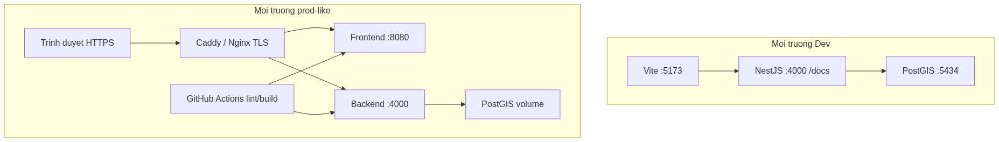 Moi truong prod-like
Trinh duyet HTTPS
Caddy / Nginx TLS
Frontend :8080
GitHub Actions lint/build
Backend :4000
PostGIS volume
Moi truong Dev
Vite :5173
NestJS :4000 /docs
PostGIS :5434